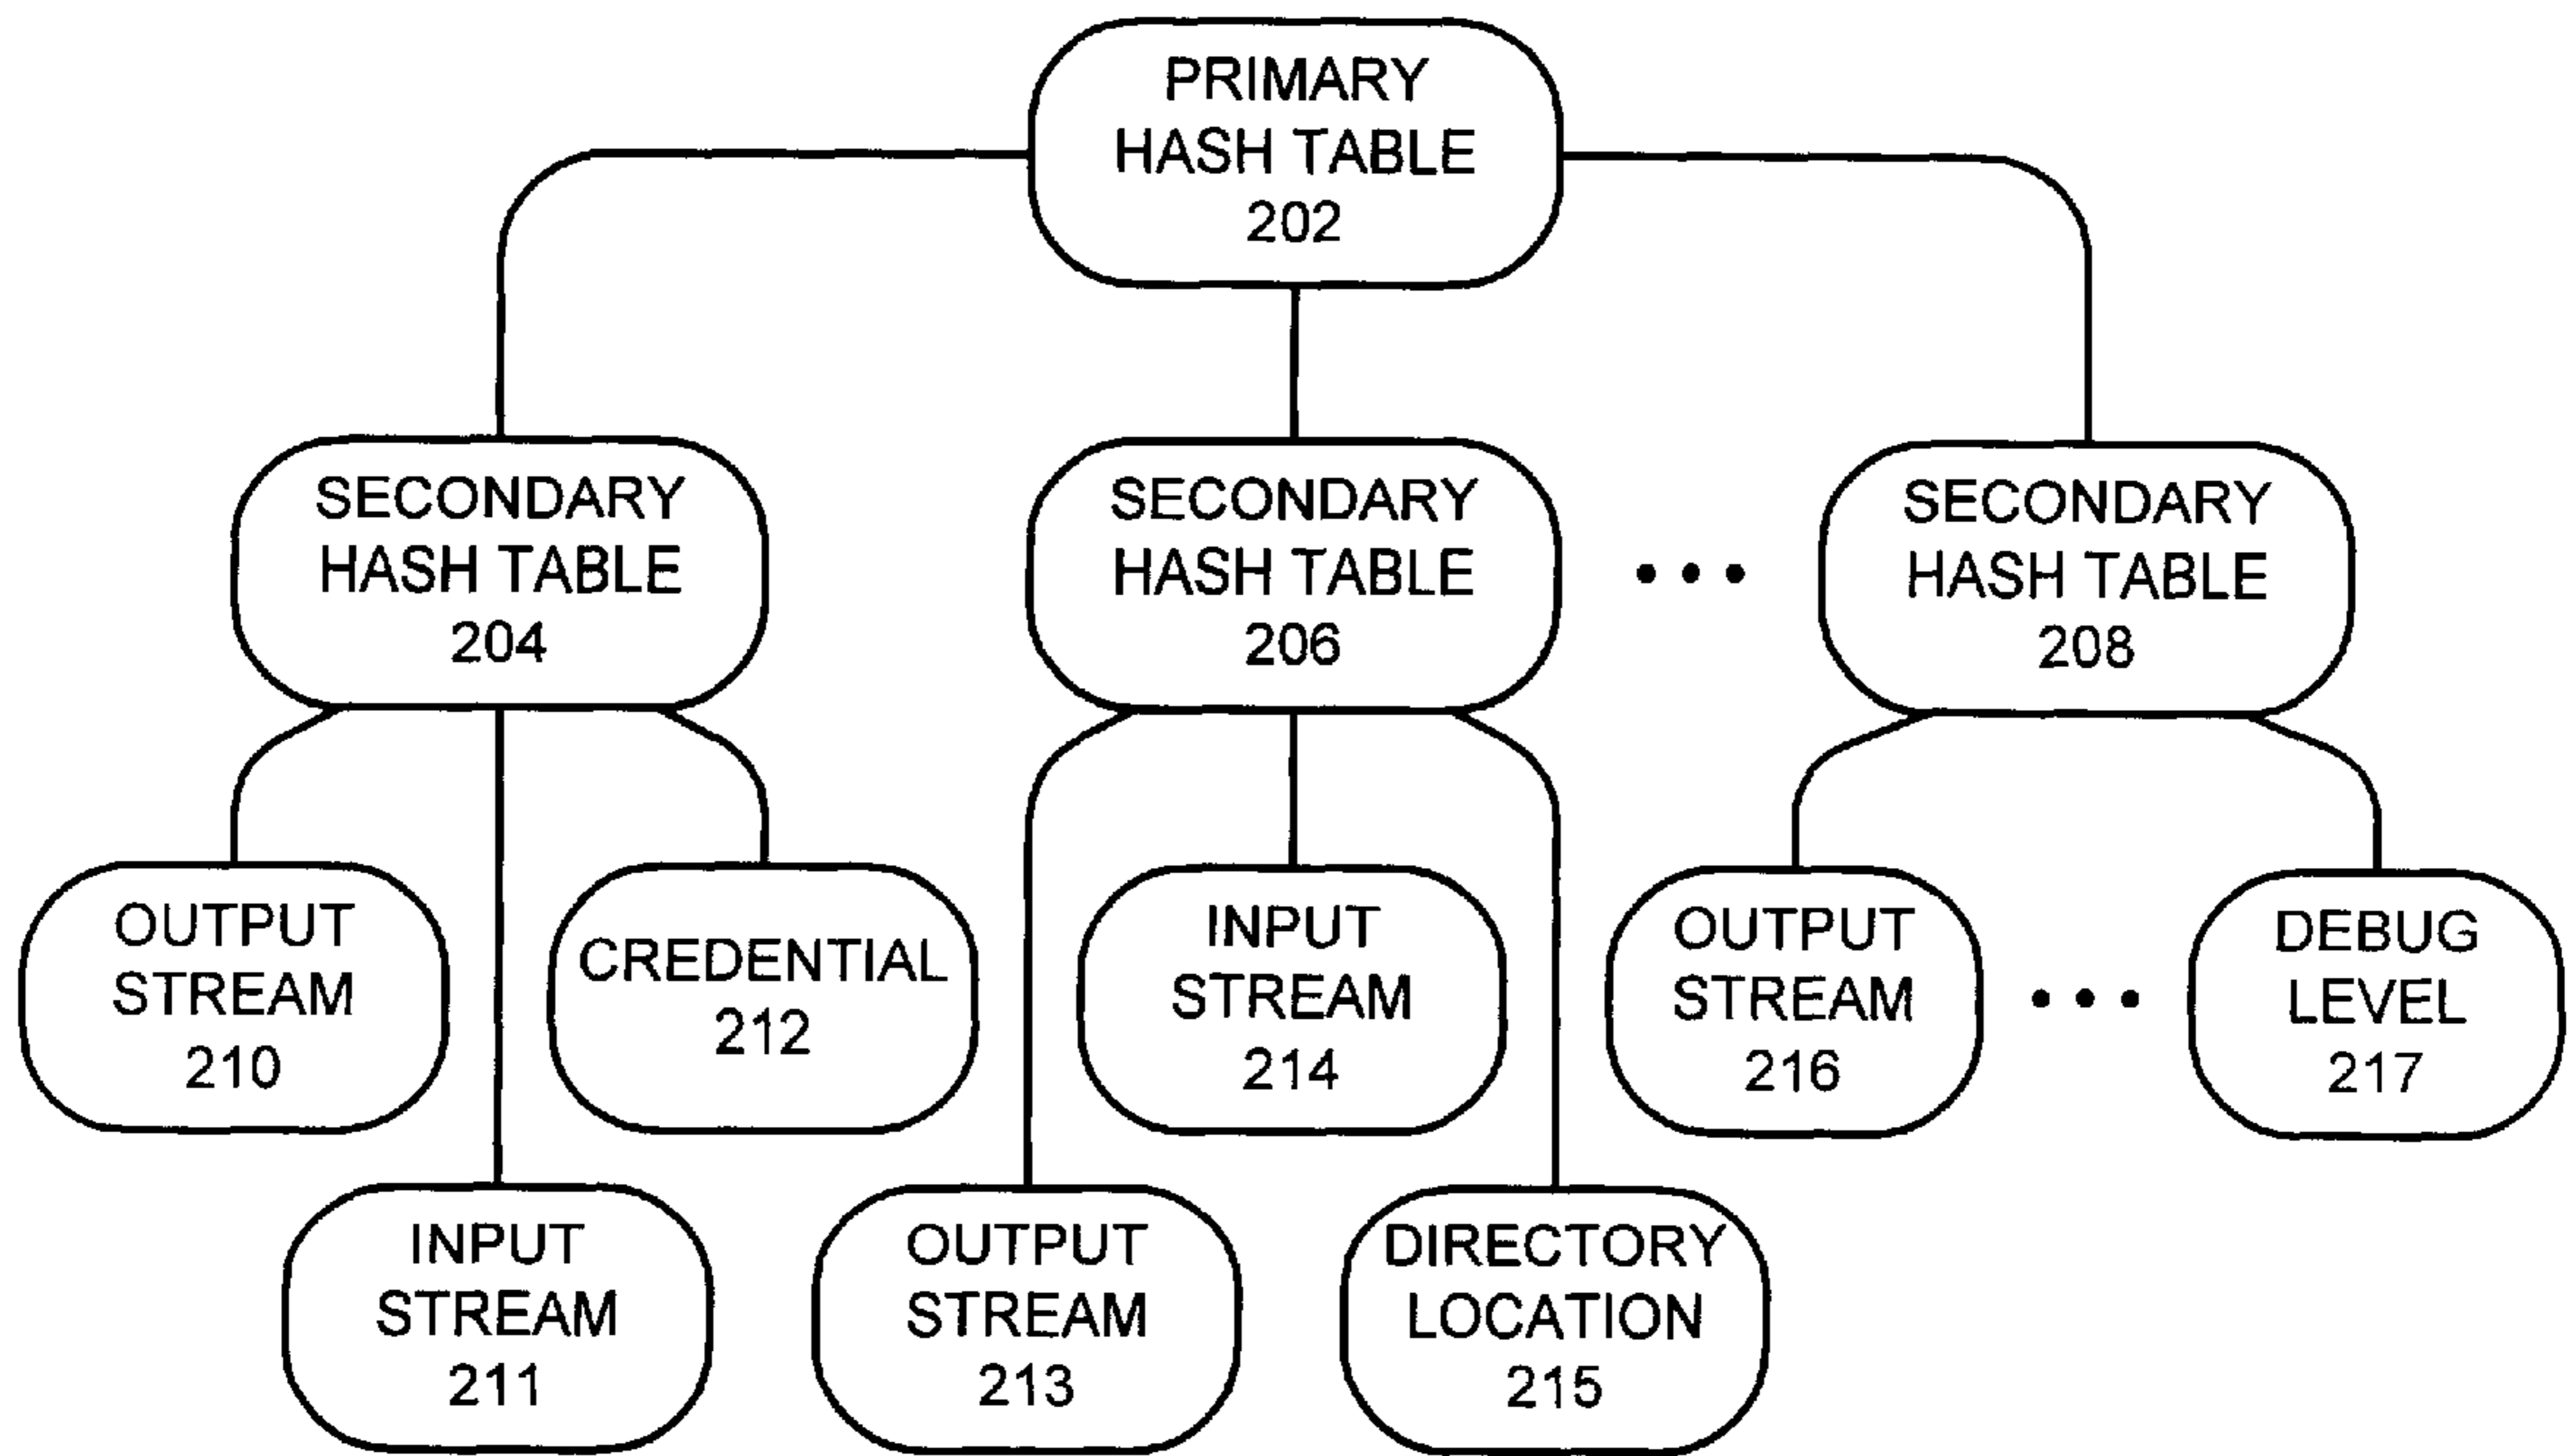 PRIMARY
HASH TABLE
202
SECONDARY
HASH TABLE
204
SECONDARY
HASH TABLE
206
SECONDARY
HASH TABLE
208
OUTPUT
STREAM
210
CREDENTIAL
212
INPUT
STREAM
214
OUTPUT
STREAM
216
DEBUG
LEVEL
217
INPUT
STREAM
211
OUTPUT
STREAM
213
DIRECTORY
LOCATION
215